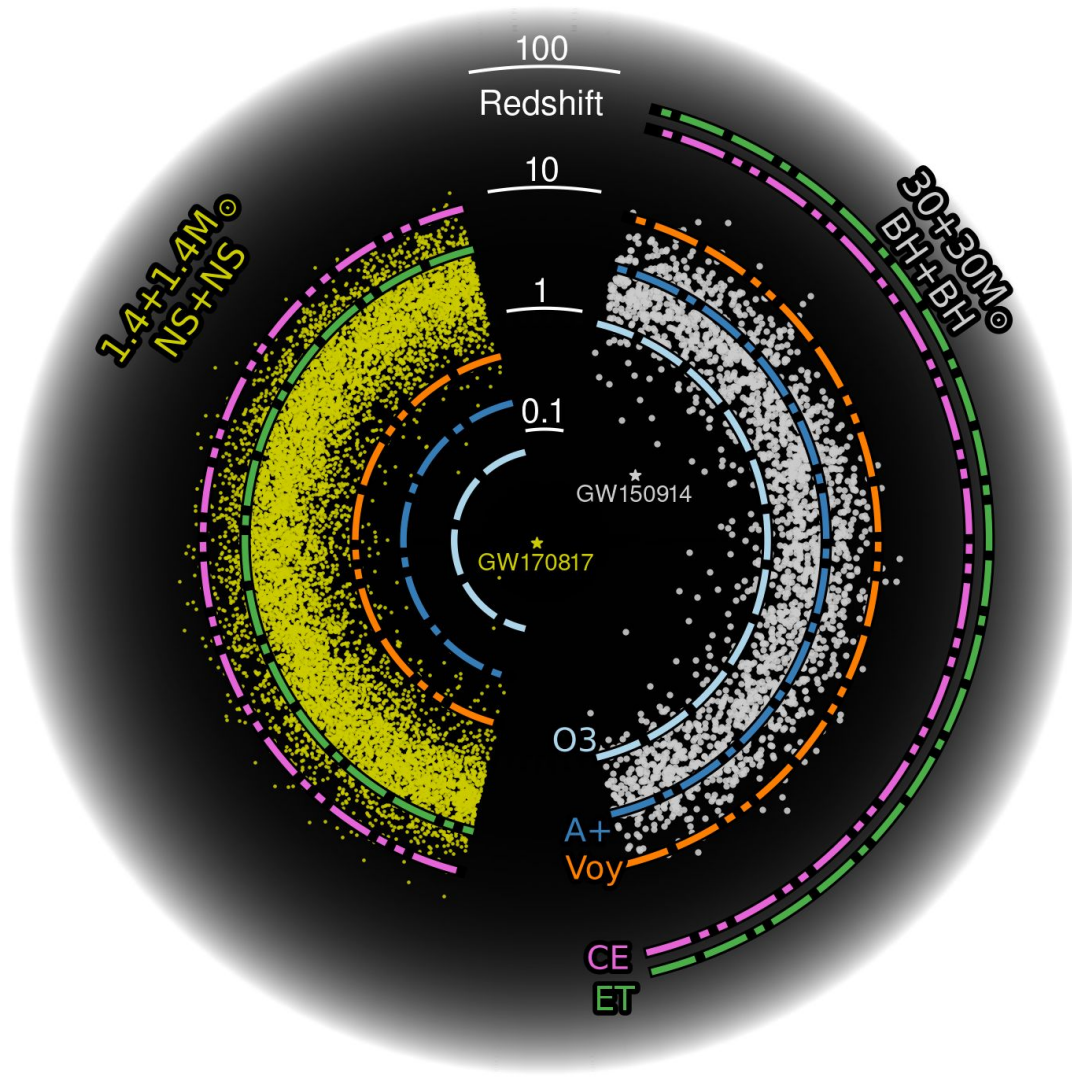 100
Redshift
10
1
0.1
1.4+1.4M☉
NS+NS
30+30M☉
BH+BH
GW150914
GW170817
O3
A+
Voy
CE
ET